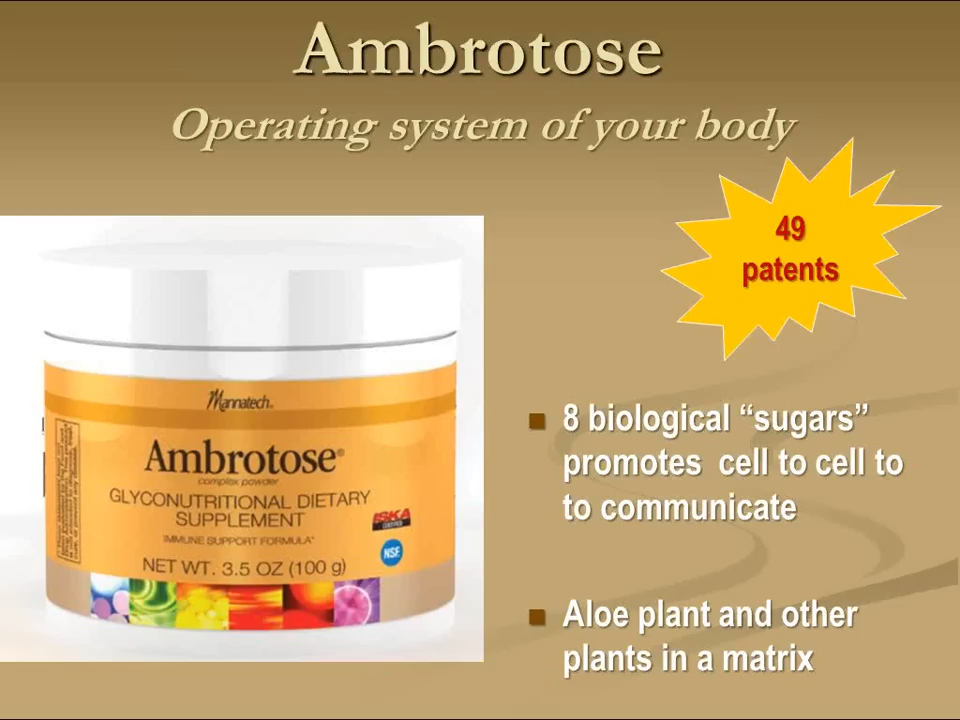 Ambrotose
Operating system of your body
49
patents
Mannatech®
Ambrotose®
complex powder
GLYCONUTRITIONAL DIETARY
SUPPLEMENT
ISKA
NSF
IMMUNE SUPPORT FORMULA*
NET WT. 3.5 OZ (100 g)
8 biological “sugars”
promotes cell to cell to
to communicate
Aloe plant and other
plants in a matrix